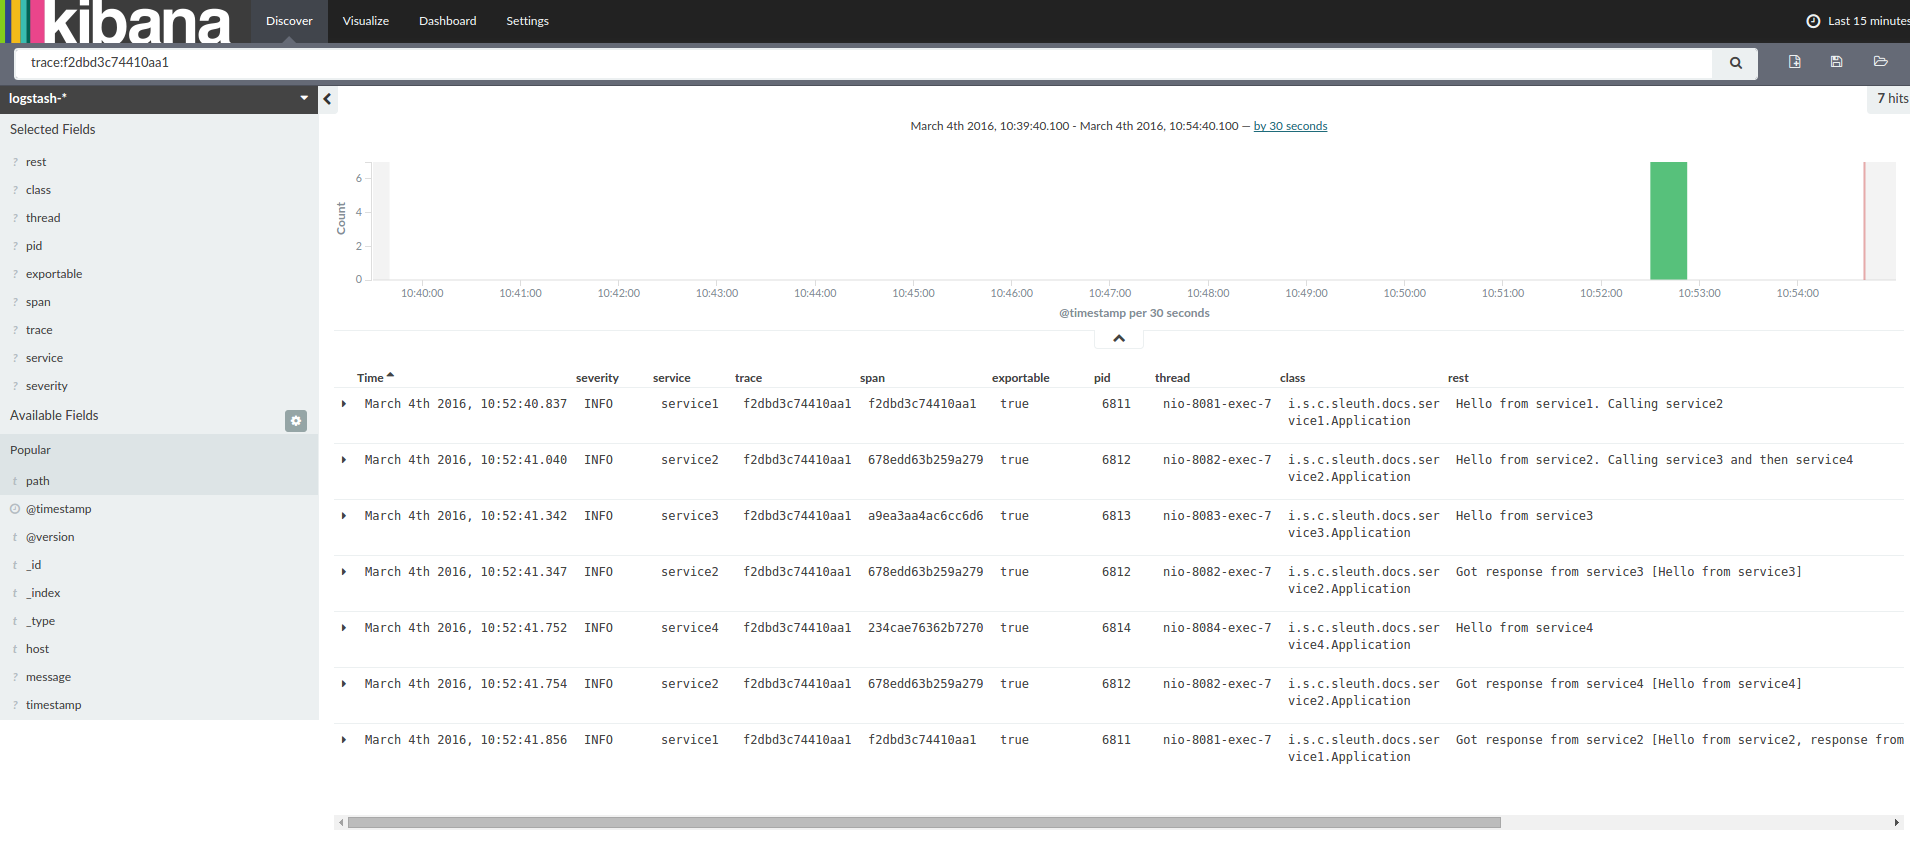 kibana Discover Visualize Dashboard Settings Last 15 minutes
trace:f2dbd3c74410aa1
logstash-*
7 hits
Selected Fields
? rest
? class
? thread
? pid
? exportable
? span
? trace
? service
? severity
Available Fields
Popular
t path
@timestamp
t @version
t _id
t _index
t _type
t host
? message
? timestamp
March 4th 2016, 10:39:40.100 - March 4th 2016, 10:54:40.100 — by 30 seconds
Count
6
4
2
0
10:40:00 10:41:00 10:42:00 10:43:00 10:44:00 10:45:00 10:46:00 10:47:00 10:48:00 10:49:00 10:50:00 10:51:00 10:52:00 10:53:00 10:54:00
@timestamp per 30 seconds
Time severity service trace span exportable pid thread class rest
March 4th 2016, 10:52:40.837 INFO service1 f2dbd3c74410aa1 f2dbd3c74410aa1 true 6811 nio-8081-exec-7 i.s.c.sleuth.docs.ser Hello from service1. Calling service2
vice1.Application
March 4th 2016, 10:52:41.040 INFO service2 f2dbd3c74410aa1 678edd63b259a279 true 6812 nio-8082-exec-7 i.s.c.sleuth.docs.ser Hello from service2. Calling service3 and then service4
vice2.Application
March 4th 2016, 10:52:41.342 INFO service3 f2dbd3c74410aa1 a9ea3aa4ac6cc6d6 true 6813 nio-8083-exec-7 i.s.c.sleuth.docs.ser Hello from service3
vice3.Application
March 4th 2016, 10:52:41.347 INFO service2 f2dbd3c74410aa1 678edd63b259a279 true 6812 nio-8082-exec-7 i.s.c.sleuth.docs.ser Got response from service3 [Hello from service3]
vice2.Application
March 4th 2016, 10:52:41.752 INFO service4 f2dbd3c74410aa1 234cae76362b7270 true 6814 nio-8084-exec-7 i.s.c.sleuth.docs.ser Hello from service4
vice4.Application
March 4th 2016, 10:52:41.754 INFO service2 f2dbd3c74410aa1 678edd63b259a279 true 6812 nio-8082-exec-7 i.s.c.sleuth.docs.ser Got response from service4 [Hello from service4]
vice2.Application
March 4th 2016, 10:52:41.856 INFO service1 f2dbd3c74410aa1 f2dbd3c74410aa1 true 6811 nio-8081-exec-7 i.s.c.sleuth.docs.ser Got response from service2 [Hello from service2, response from
vice1.Application